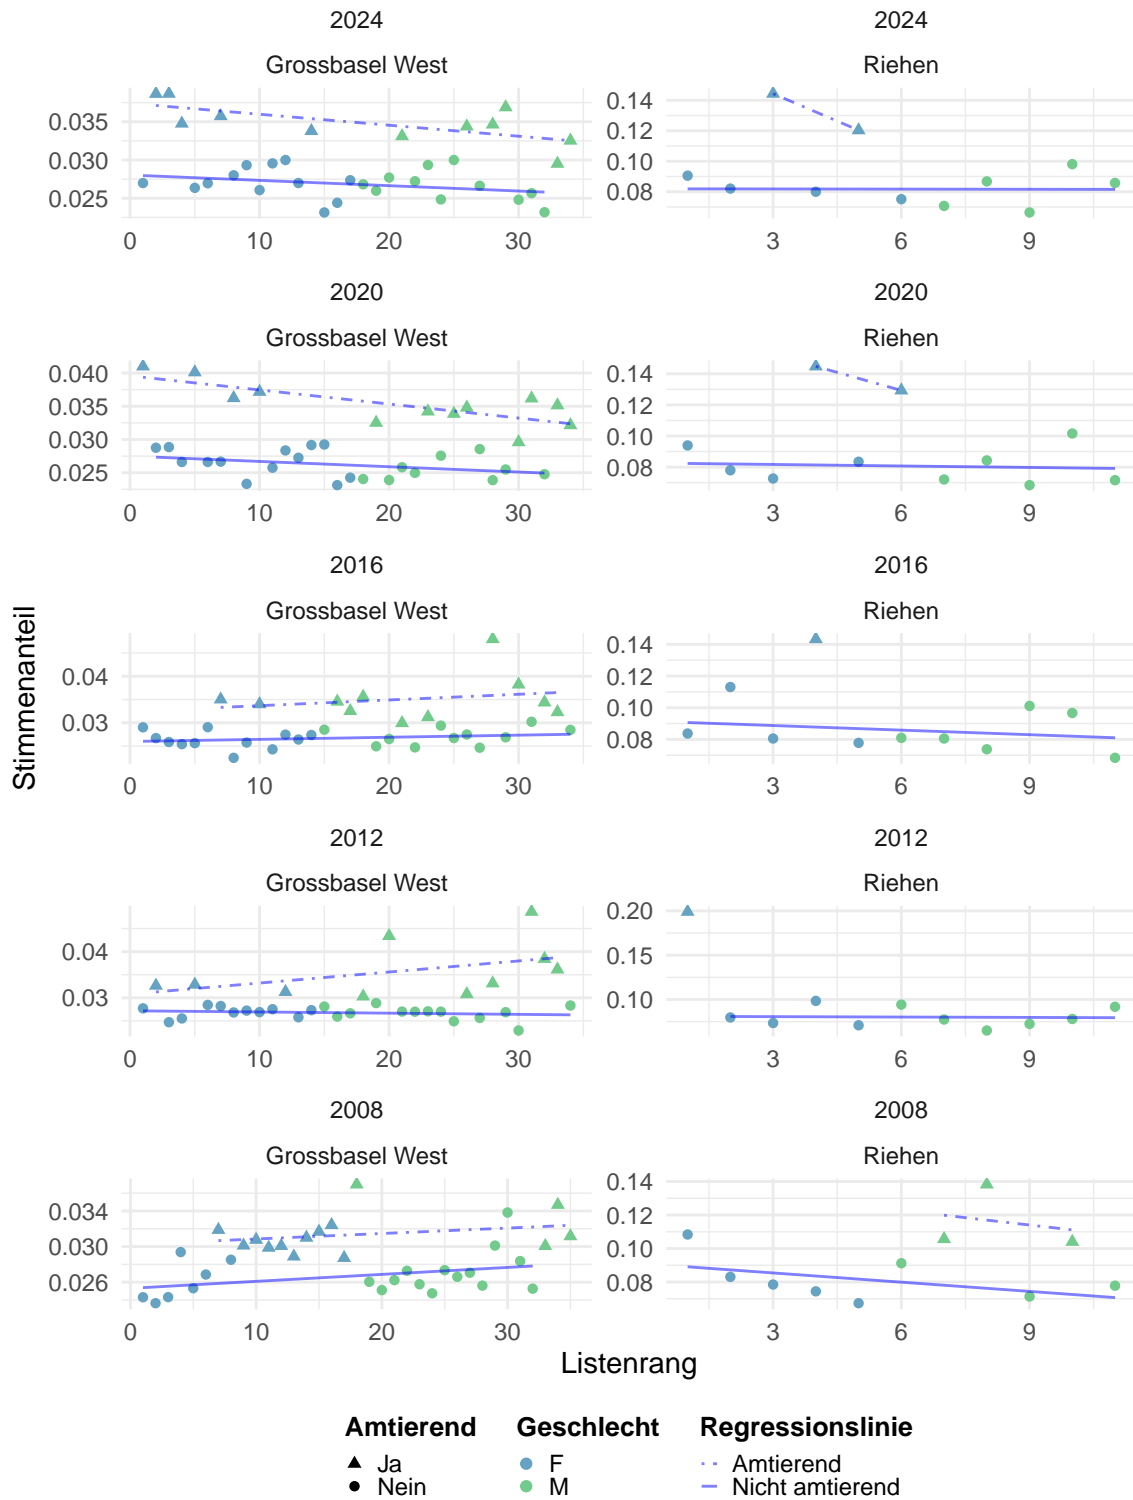 2024 2024
Grossbasel West Riehen
0.035
0.030
0.025
0.14
0.12
0.10
0.08
0 10 20 30 3 6 9
2020 2020
Grossbasel West Riehen
0.040
0.035
0.030
0.025
0.14
0.12
0.10
0.08
0 10 20 30 3 6 9
2016 2016
Grossbasel West Riehen
0.04
0.03
0.14
0.12
0.10
0.08
0 10 20 30 3 6 9
2012 2012
Grossbasel West Riehen
0.04
0.03
0.20
0.15
0.10
0 10 20 30 3 6 9
2008 2008
Grossbasel West Riehen
0.034
0.030
0.026
0.14
0.12
0.10
0.08
0 10 20 30 3 6 9
Stimmenanteil
Listenrang
Amtierend Geschlecht Regressionslinie
Ja F Amtierend
Nein M Nicht amtierend